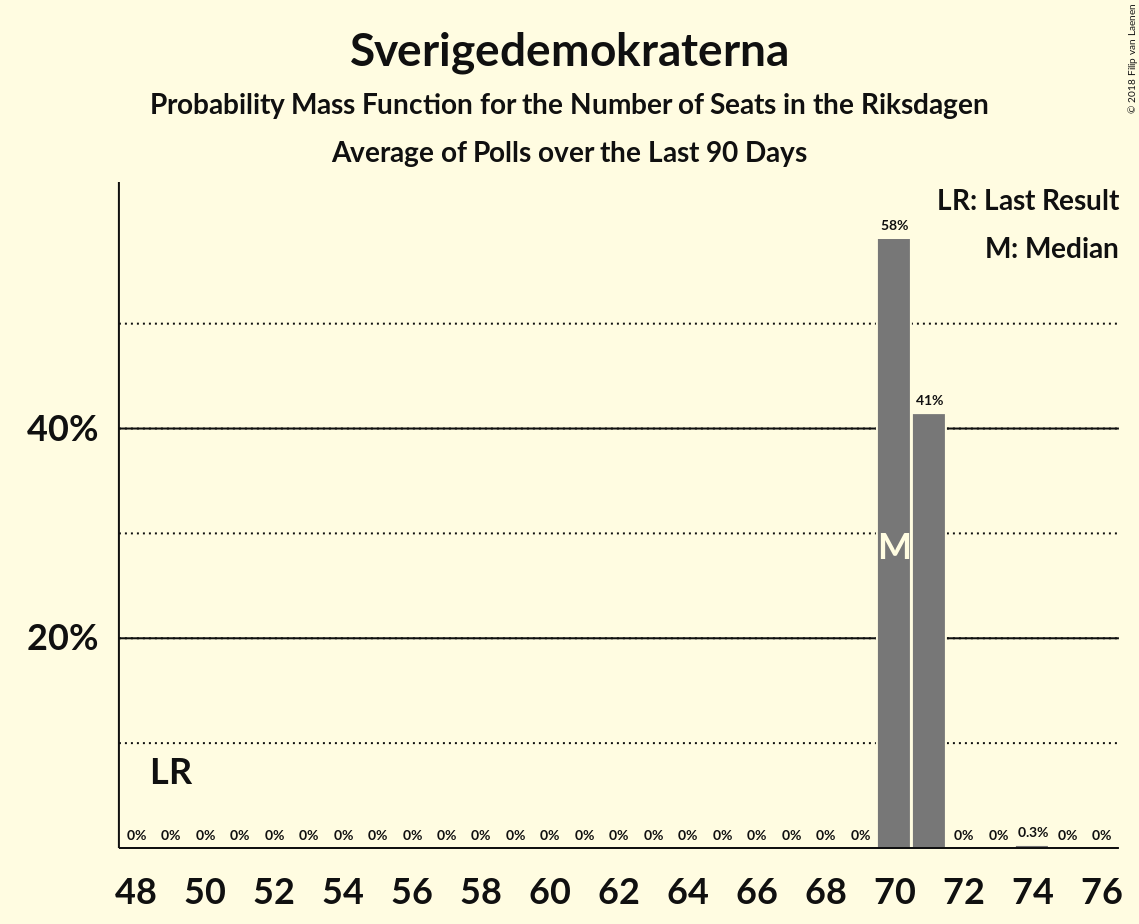 Sverigedemokraterna
Probability Mass Function for the Number of Seats in the Riksdagen
Average of Polls over the Last 90 Days
© 2018 Filip van Laenen
LR: Last Result
M: Median
58%
41%
40%
M
20%
LR
0% 0% 0% 0% 0% 0% 0% 0% 0% 0% 0% 0% 0% 0% 0% 0% 0% 0% 0% 0% 0% 0% 0% 0% 0.3% 0% 0%
48 50 52 54 56 58 60 62 64 66 68 70 72 74 76